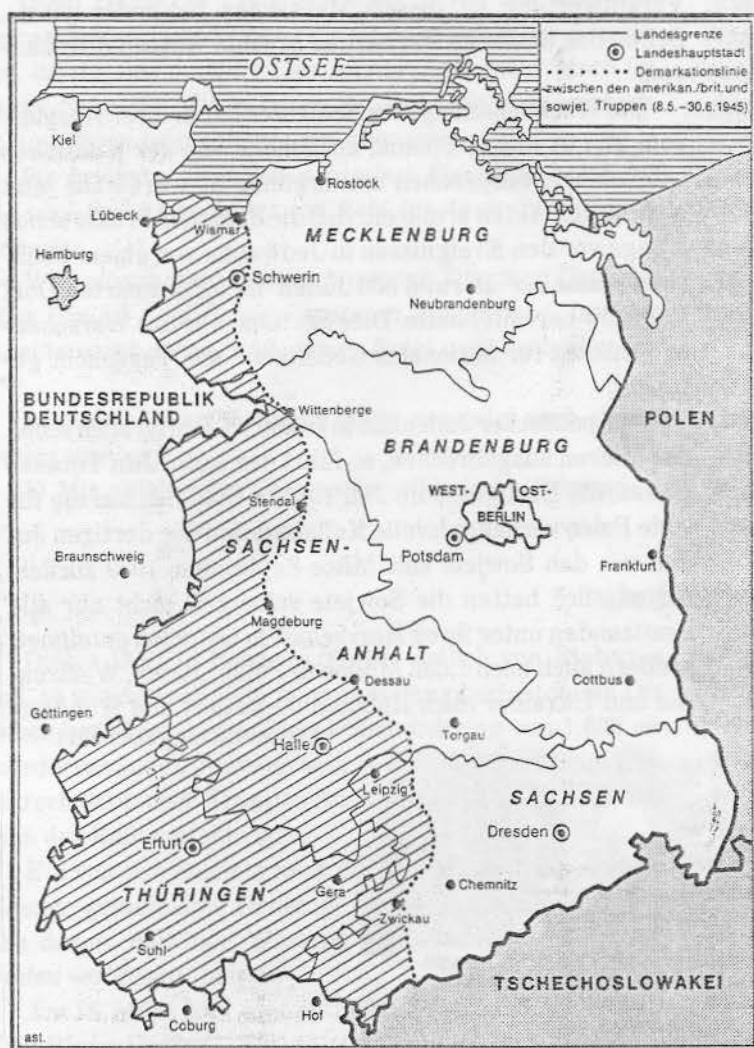 OSTSEE
Landesgrenze
Landeshauptstadt
Demarkationslinie
zwischen den amerikan./brit.und
sowjet. Truppen (8.5.–30.6.1945)
Kiel
Rostock
Lübeck
Wismar
MECKLENBURG
Hamburg
Schwerin
Neubrandenburg
BUNDESREPUBLIK
DEUTSCHLAND
Wittenberge
POLEN
BRANDENBURG
WEST- OST-
BERLIN
Stendal
SACHSEN-
Potsdam
Braunschweig
Frankfurt
Magdeburg
ANHALT
Dessau
Cottbus
Göttingen
Torgau
Halle
Leipzig
SACHSEN
Erfurt
Dresden
THÜRINGEN
Gera
Chemnitz
Zwickau
Suhl
TSCHECHOSLOWAKEI
Coburg
Hof
ast.